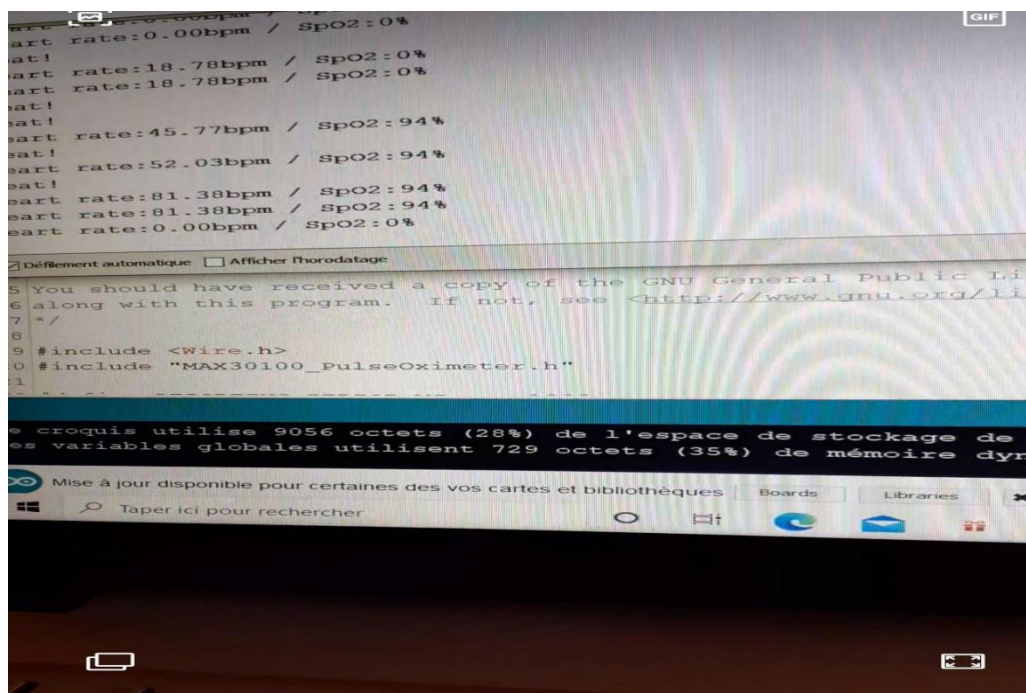 GIF
art rate:0.00bpm / SpO2:0%
at!
art rate:18.78bpm / SpO2:0%
art rate:18.78bpm / SpO2:0%
at!
at!
art rate:45.77bpm / SpO2:94%
eat!
eart rate:52.03bpm / SpO2:94%
eat!
eart rate:81.38bpm / SpO2:94%
eart rate:81.38bpm / SpO2:94%
eart rate:0.00bpm / SpO2:0%
Défilement automatique Afficher l'horodatage
5 You should have received a copy of the GNU General Public Li
6 along with this program. If not, see <http://www.gnu.org/li
7 */
8
9 #include <Wire.h>
0 #include "MAX30100_PulseOximeter.h"
1
e croquis utilise 9056 octets (28%) de l'espace de stockage de
es variables globales utilisent 729 octets (35%) de mémoire dyn
Mise à jour disponible pour certaines des vos cartes et bibliothèques Boards Libraries
Taper ici pour rechercher